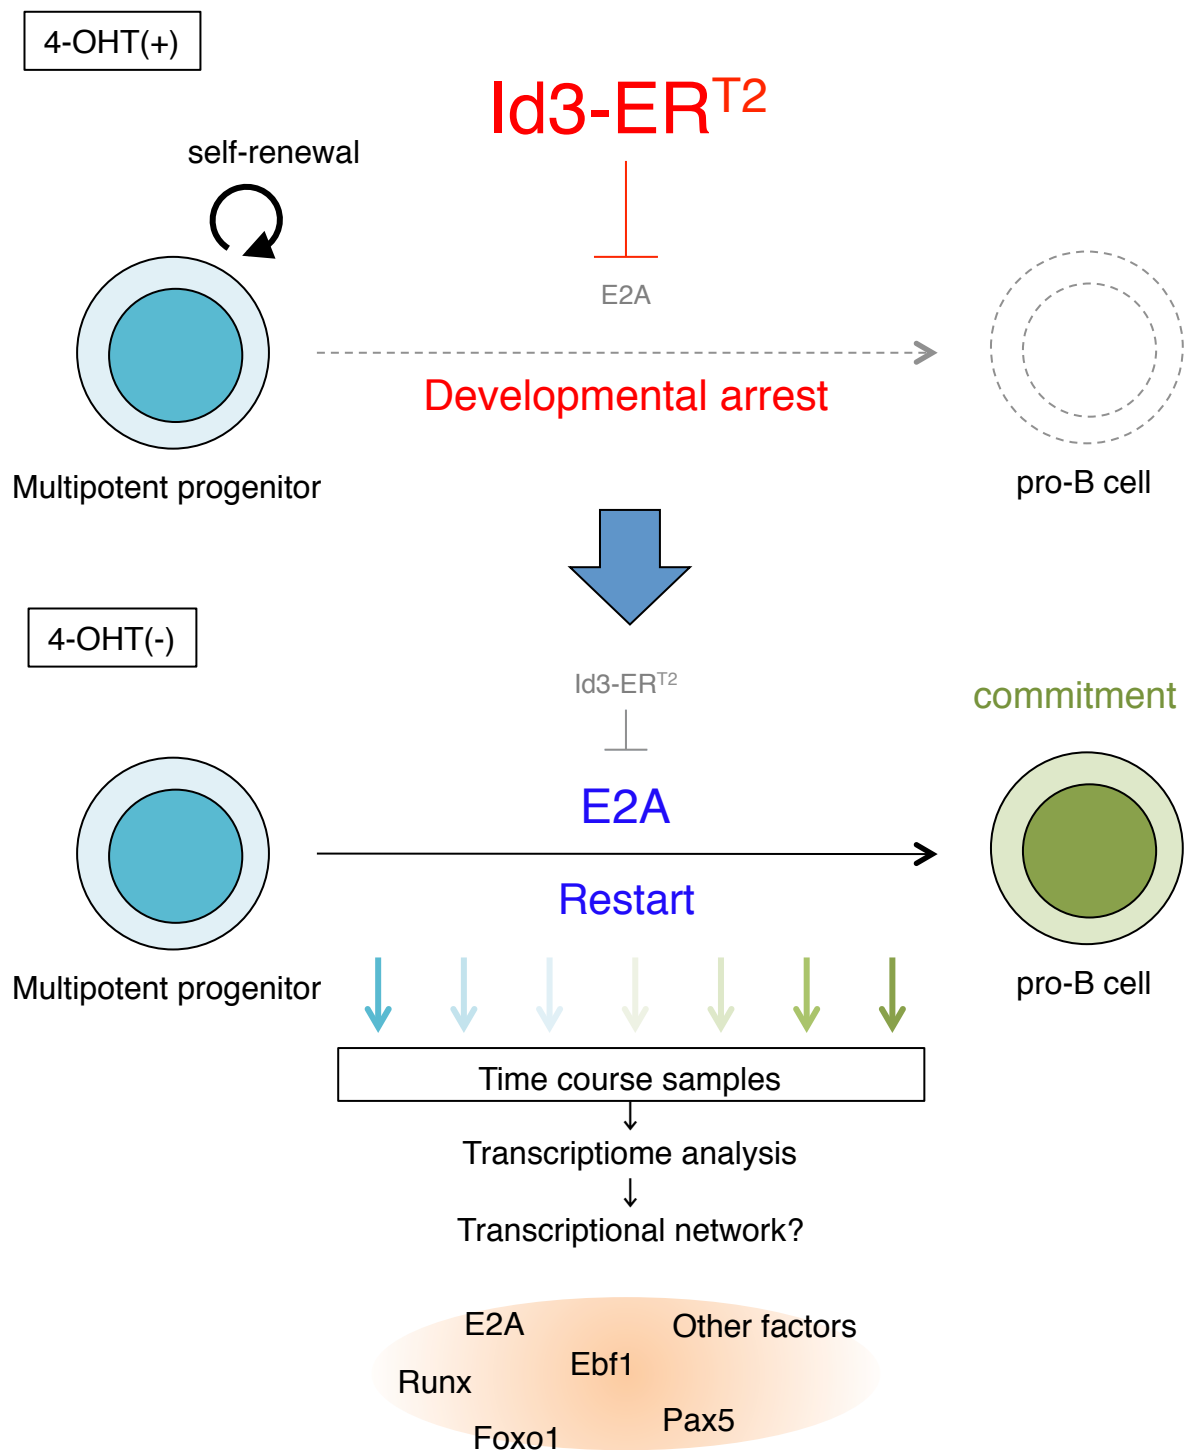 4-OHT(+)
Id3-ERT2
self-renewal
E2A
Developmental arrest
Multipotent progenitor
pro-B cell
4-OHT(-)
Id3-ERT2
commitment
E2A
Restart
Multipotent progenitor
pro-B cell
Time course samples
Transcriptiome analysis
Transcriptional network?
E2A
Other factors
Ebf1
Runx
Pax5
Foxo1